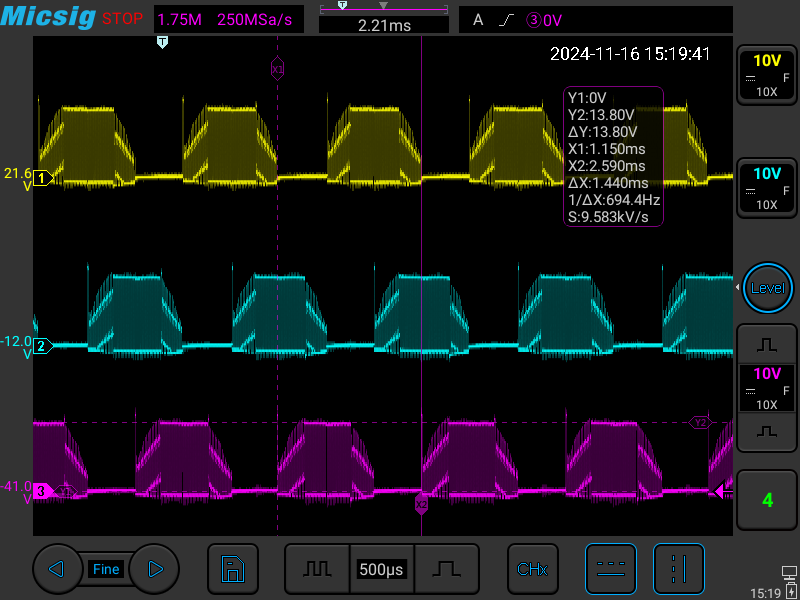 Micsig STOP 1.75M 250MSa/s T 2.21ms A ③0V
T
2024-11-16 15:19:41
X1
10V
F
10X
Y1:0V
Y2:13.80V
ΔY:13.80V
X1:1.150ms
X2:2.590ms
ΔX:1.440ms
1/ΔX:694.4Hz
S:9.583kV/s
21.6
V
1
10V
F
10X
Level
-12.0
V
2
10V
F
10X
Y2
-41.0
V
3
Y1
X2
4
Fine
500μs
CHx
15:19